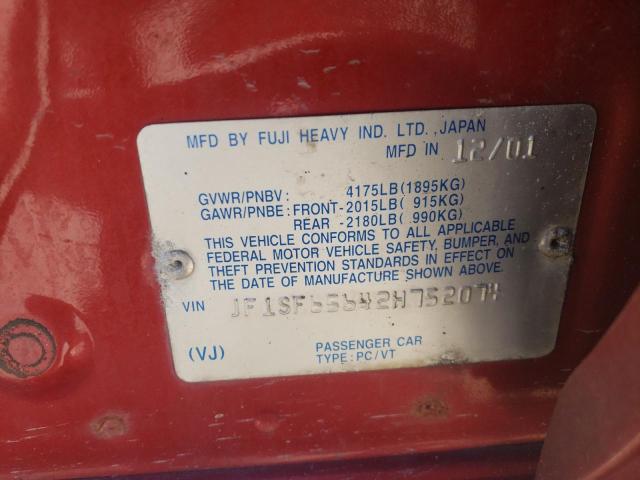 MFD BY FUJI HEAVY IND. LTD., JAPAN
MFD IN 12/01
GVWR/PNBV: 4175LB(1895KG)
GAWR/PNBE: FRONT-2015LB( 915KG)
REAR -2180LB( 990KG)
THIS VEHICLE CONFORMS TO ALL APPLICABLE
FEDERAL MOTOR VEHICLE SAFETY, BUMPER, AND
THEFT PREVENTION STANDARDS IN EFFECT ON
THE DATE OF MANUFACTURE SHOWN ABOVE.
VIN JF1SF65642H752074
(VJ) PASSENGER CAR
TYPE: PC/VT